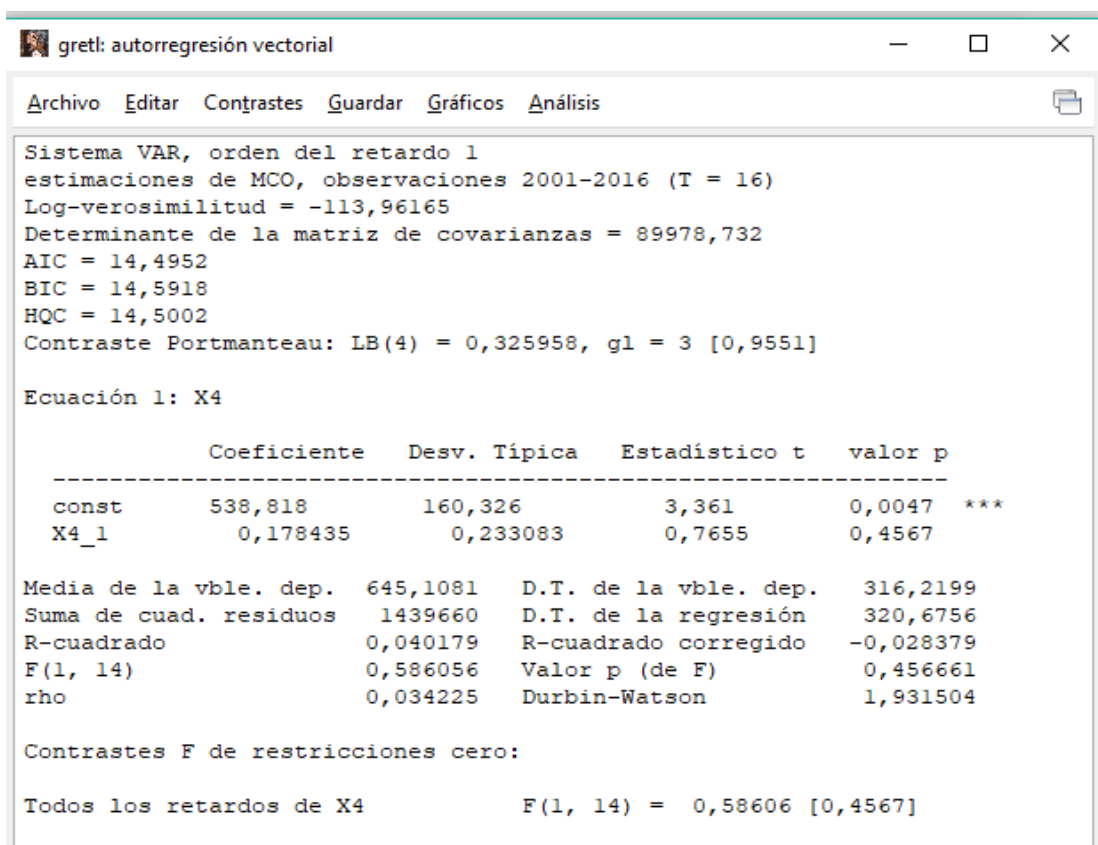 gretl: autorregresión vectorial
Archivo Editar Contrastes Guardar Gráficos Análisis
Sistema VAR, orden del retardo 1
estimaciones de MCO, observaciones 2001-2016 (T = 16)
Log-verosimilitud = -113,96165
Determinante de la matriz de covarianzas = 89978,732
AIC = 14,4952
BIC = 14,5918
HQC = 14,5002
Contraste Portmanteau: LB(4) = 0,325958, gl = 3 [0,9551]
Ecuación 1: X4
Coeficiente Desv. Típica Estadístico t valor p
----------------------------------------------------------------
const 538,818 160,326 3,361 0,0047 ***
X4_1 0,178435 0,233083 0,7655 0,4567
Media de la vble. dep. 645,1081 D.T. de la vble. dep. 316,2199
Suma de cuad. residuos 1439660 D.T. de la regresión 320,6756
R-cuadrado 0,040179 R-cuadrado corregido -0,028379
F(1, 14) 0,586056 Valor p (de F) 0,456661
rho 0,034225 Durbin-Watson 1,931504
Contrastes F de restricciones cero:
Todos los retardos de X4 F(1, 14) = 0,58606 [0,4567]